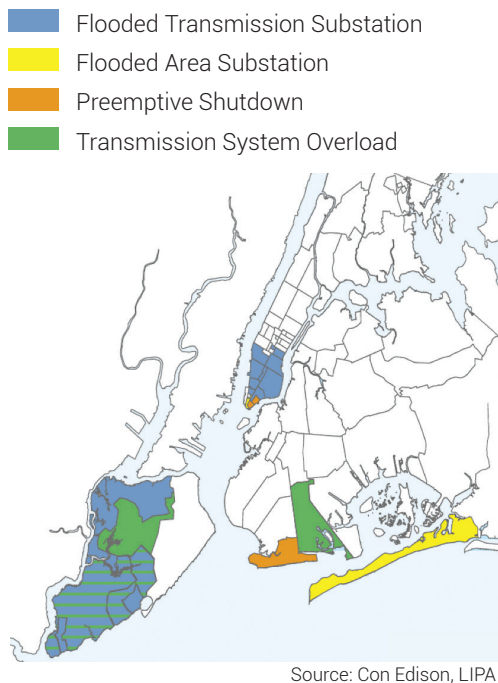 Flooded Transmission Substation
Flooded Area Substation
Preemptive Shutdown
Transmission System Overload
Source: Con Edison, LIPA